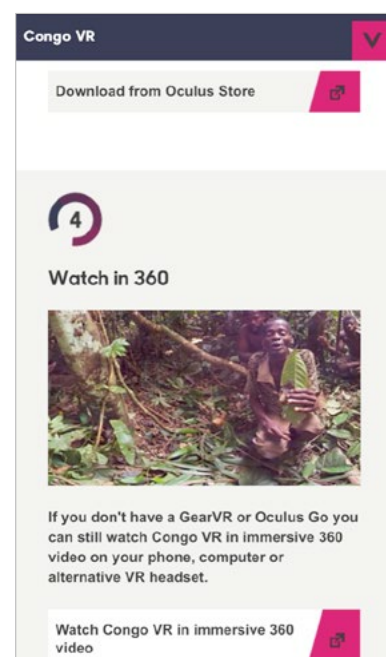 Congo VR
Download from Oculus Store
4
Watch in 360
If you don't have a GearVR or Oculus Go you
can still watch Congo VR in immersive 360
video on your phone, computer or
alternative VR headset.
Watch Congo VR in immersive 360
video